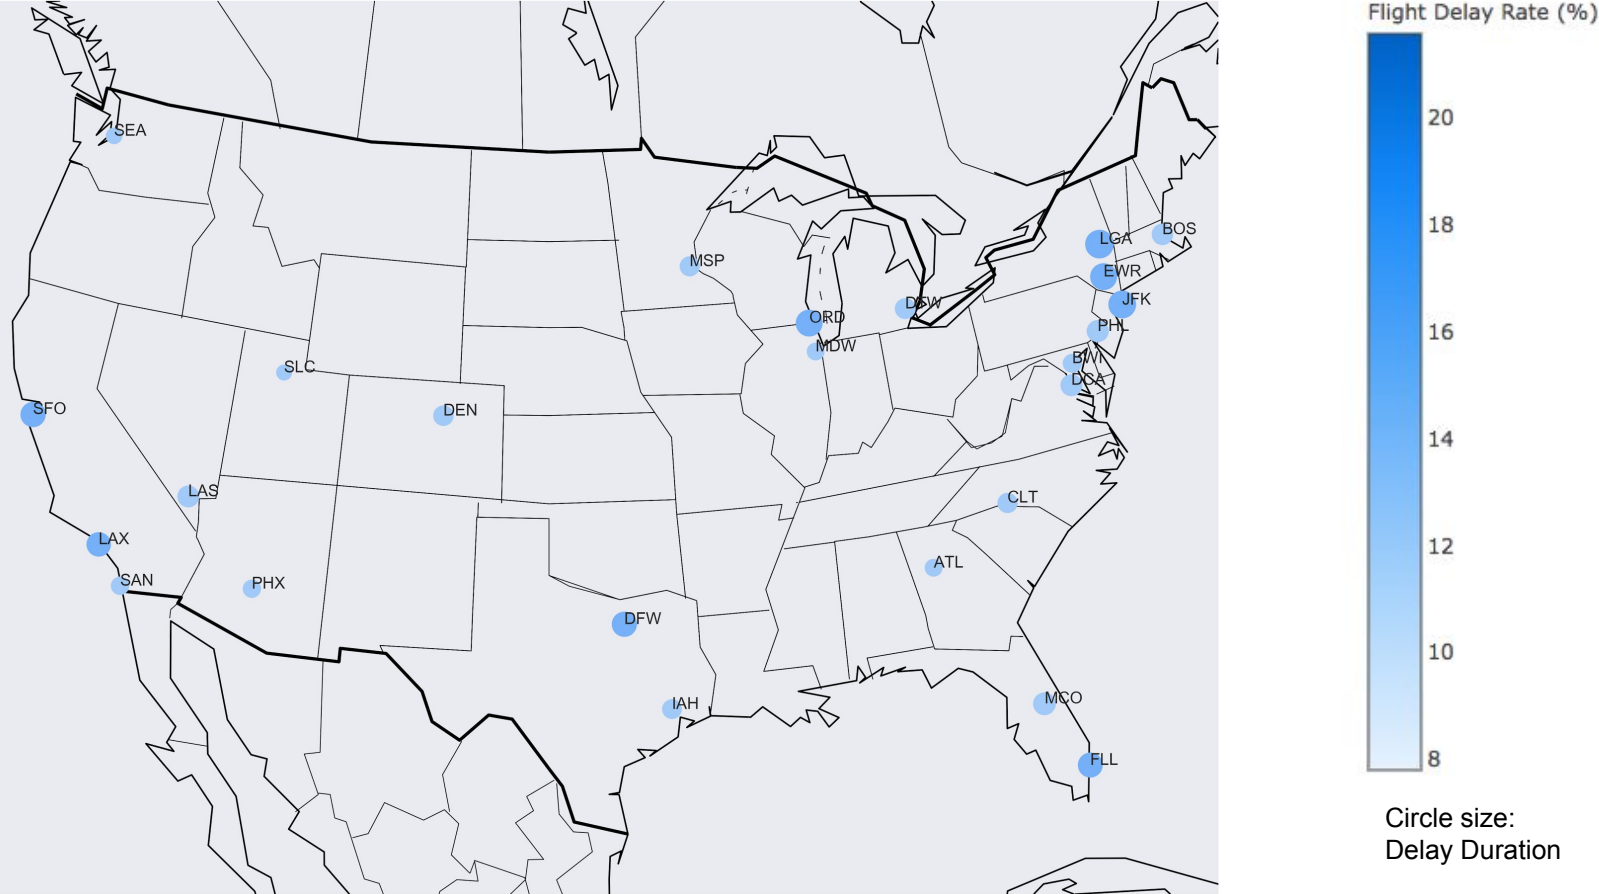 Flight Delay Rate (%)
20
18
16
14
12
10
8
Circle size:
Delay Duration
SEA
MSP
LGA
BOS
EWR
JFK
DTW
ORD
PHL
MDW
BWI
DCA
SLC
SFO
DEN
LAS
CLT
LAX
ATL
SAN
PHX
DFW
IAH
MCO
FLL